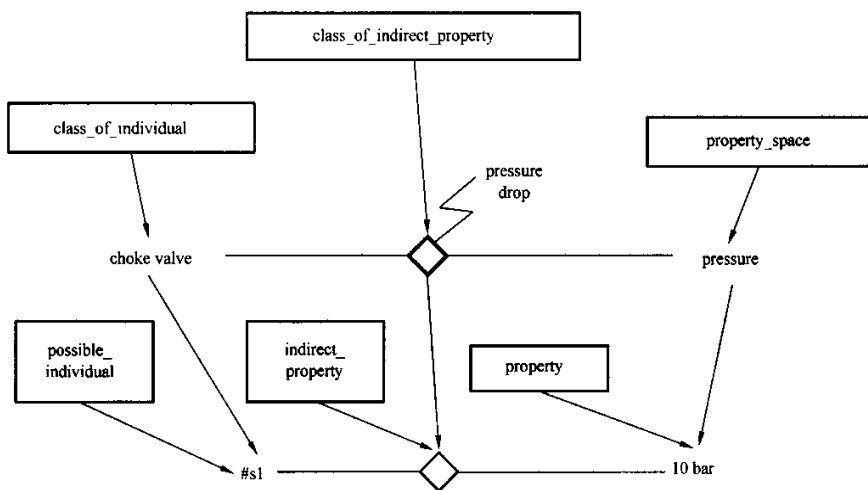 class_of_indirect_property
class_of_individual
property_space
pressure
drop
choke valve
pressure
possible_
individual
indirect_
property
property
#s1
10 bar